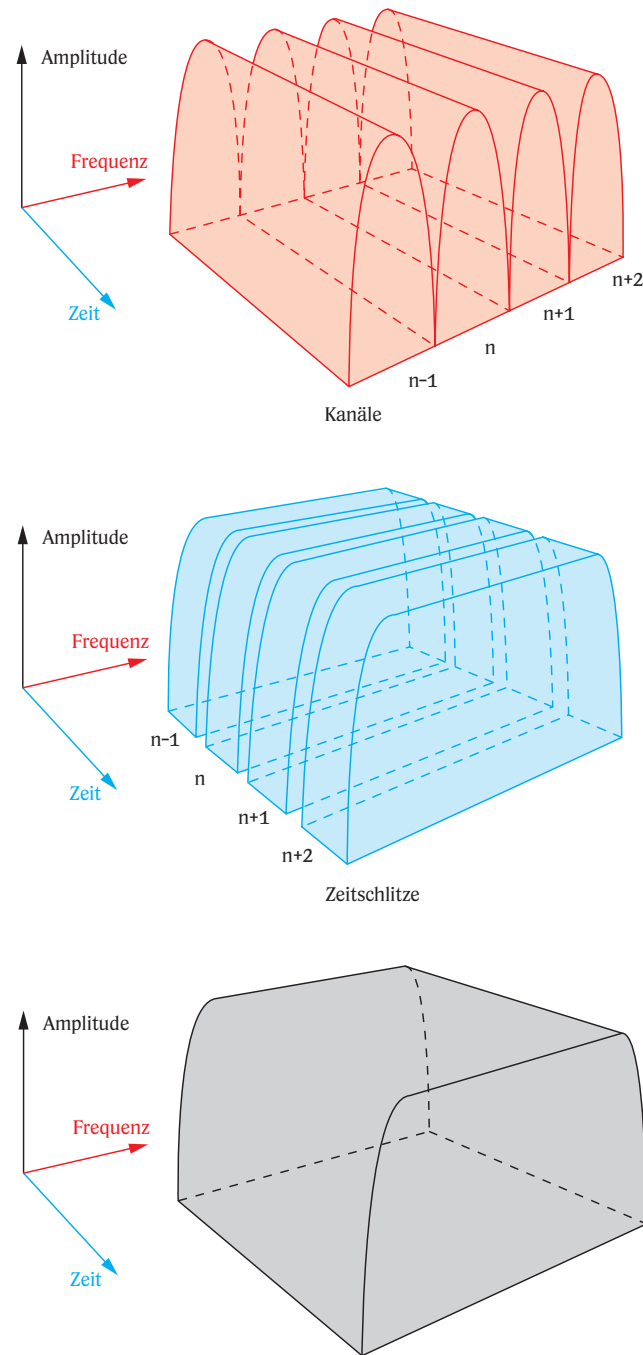 Amplitude
Frequenz
Zeit
n+2
n+1
n
n−1
Kanäle
Amplitude
Frequenz
Zeit
n−1
n
n+1
n+2
Zeitschlitze
Amplitude
Frequenz
Zeit